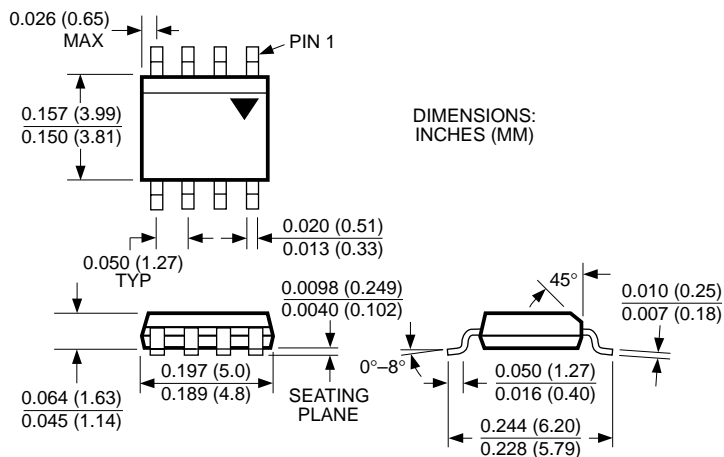 0.026 (0.65)
MAX
PIN 1
0.157 (3.99)
0.150 (3.81)
DIMENSIONS:
INCHES (MM)
0.020 (0.51)
0.013 (0.33)
0.050 (1.27)
TYP
0.0098 (0.249)
0.0040 (0.102)
45°
0.010 (0.25)
0.007 (0.18)
0°–8°
0.064 (1.63)
0.045 (1.14)
0.197 (5.0)
0.189 (4.8)
SEATING
PLANE
0.050 (1.27)
0.016 (0.40)
0.244 (6.20)
0.228 (5.79)